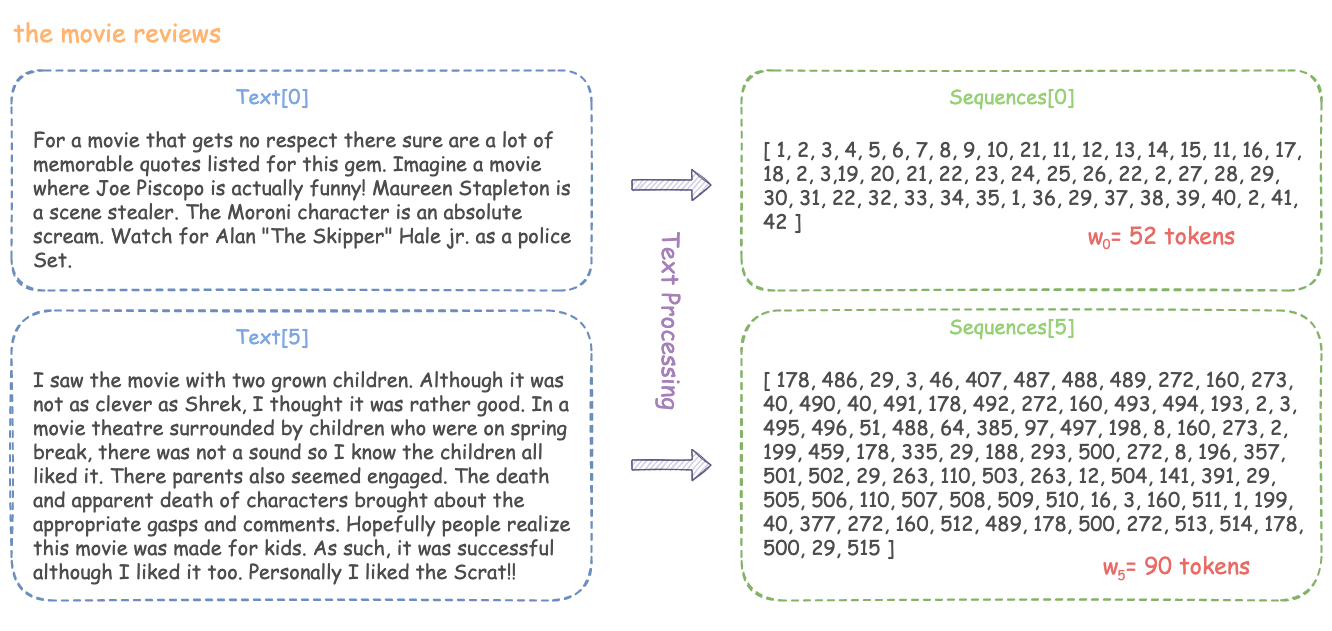 the movie reviews
Text[0]
For a movie that gets no respect there sure are a lot of
memorable quotes listed for this gem. Imagine a movie
where Joe Piscopo is actually funny! Maureen Stapleton is
a scene stealer. The Moroni character is an absolute
scream. Watch for Alan "The Skipper" Hale jr. as a police
Set.
Sequences[0]
[ 1, 2, 3, 4, 5, 6, 7, 8, 9, 10, 21, 11, 12, 13, 14, 15, 11, 16, 17,
18, 2, 3,19, 20, 21, 22, 23, 24, 25, 26, 22, 2, 27, 28, 29,
30, 31, 22, 32, 33, 34, 35, 1, 36, 29, 37, 38, 39, 40, 2, 41,
42 ]
w0= 52 tokens
Text Processing
Text[5]
I saw the movie with two grown children. Although it was
not as clever as Shrek, I thought it was rather good. In a
movie theatre surrounded by children who were on spring
break, there was not a sound so I know the children all
liked it. There parents also seemed engaged. The death
and apparent death of characters brought about the
appropriate gasps and comments. Hopefully people realize
this movie was made for kids. As such, it was successful
although I liked it too. Personally I liked the Scrat!!
Sequences[5]
[ 178, 486, 29, 3, 46, 407, 487, 488, 489, 272, 160, 273,
40, 490, 40, 491, 178, 492, 272, 160, 493, 494, 193, 2, 3,
495, 496, 51, 488, 64, 385, 97, 497, 198, 8, 160, 273, 2,
199, 459, 178, 335, 29, 188, 293, 500, 272, 8, 196, 357,
501, 502, 29, 263, 110, 503, 263, 12, 504, 141, 391, 29,
505, 506, 110, 507, 508, 509, 510, 16, 3, 160, 511, 1, 199,
40, 377, 272, 160, 512, 489, 178, 500, 272, 513, 514, 178,
500, 29, 515 ]
w5= 90 tokens